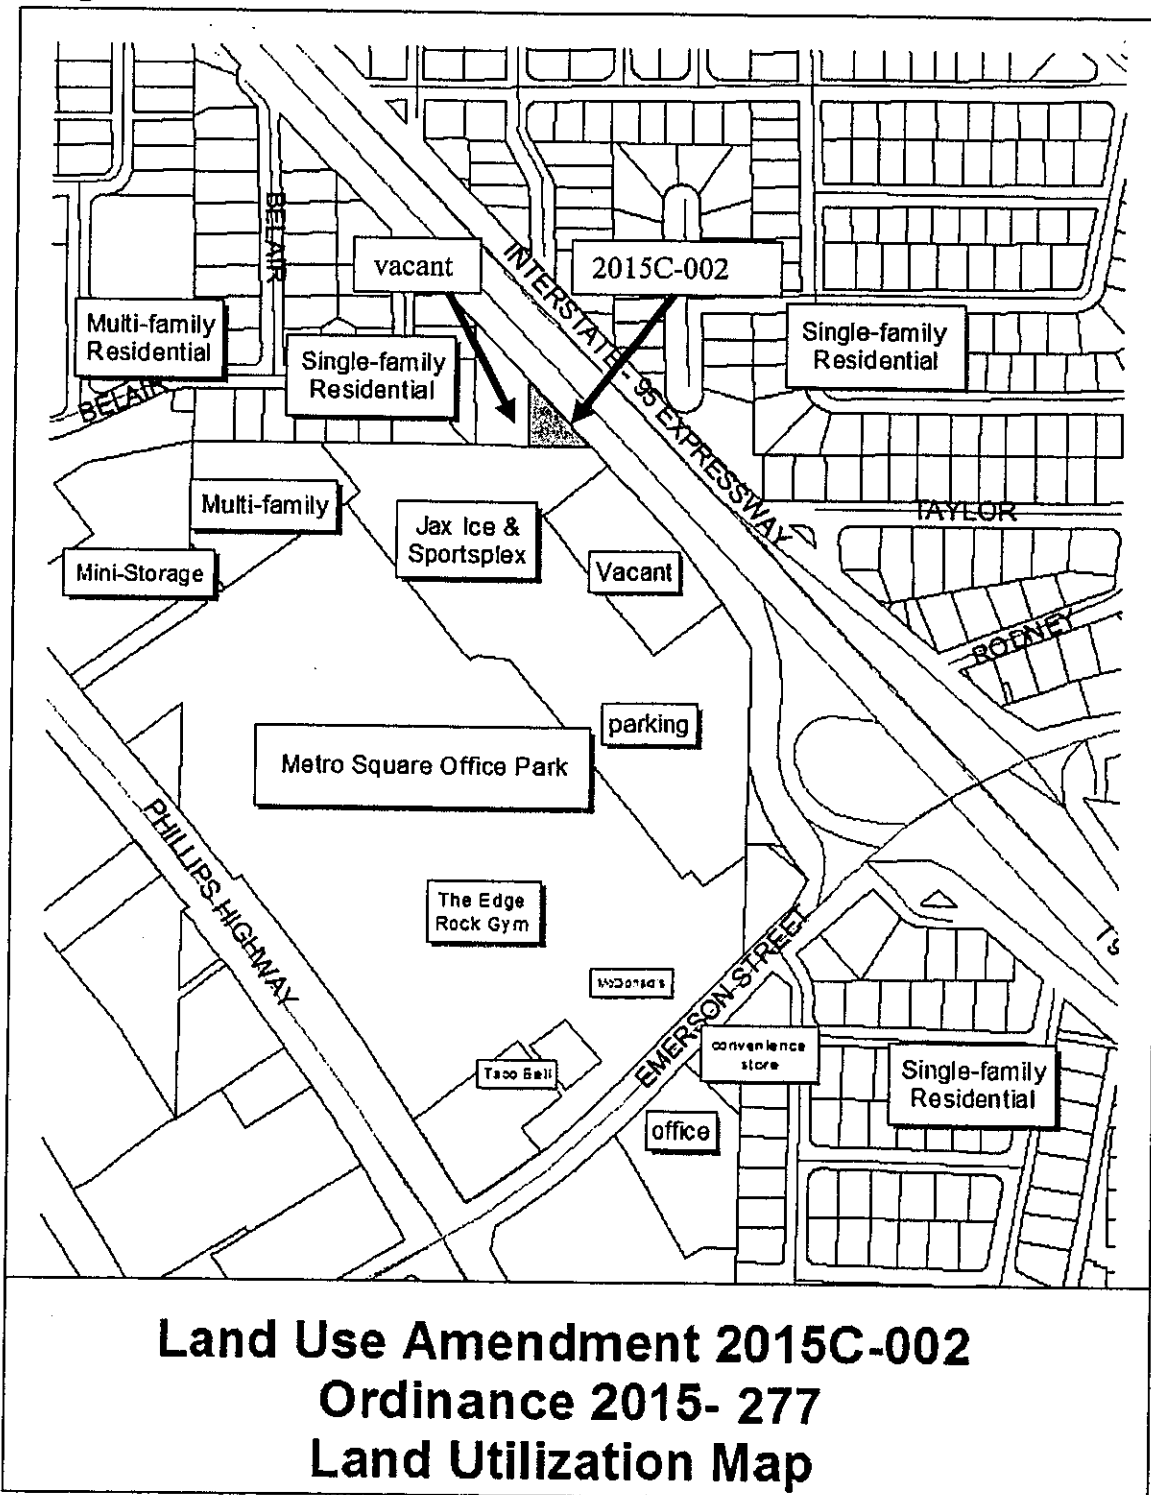 BELAIR
vacant
2015C-002
INTERSTATE - 95 EXPRESSWAY
Multi-family
Residential
Single-family
Residential
Single-family
Residential
BELAIR
Multi-family
Jax Ice &
Sportsplex
TAYLOR
Mini-Storage
Vacant
RODNEY
parking
Metro Square Office Park
PHILLIPS HIGHWAY
The Edge
Rock Gym
EMERSON STREET
McDonald's
convenience
store
Taco Bell
Single-family
Residential
office
Land Use Amendment 2015C-002
Ordinance 2015- 277
Land Utilization Map